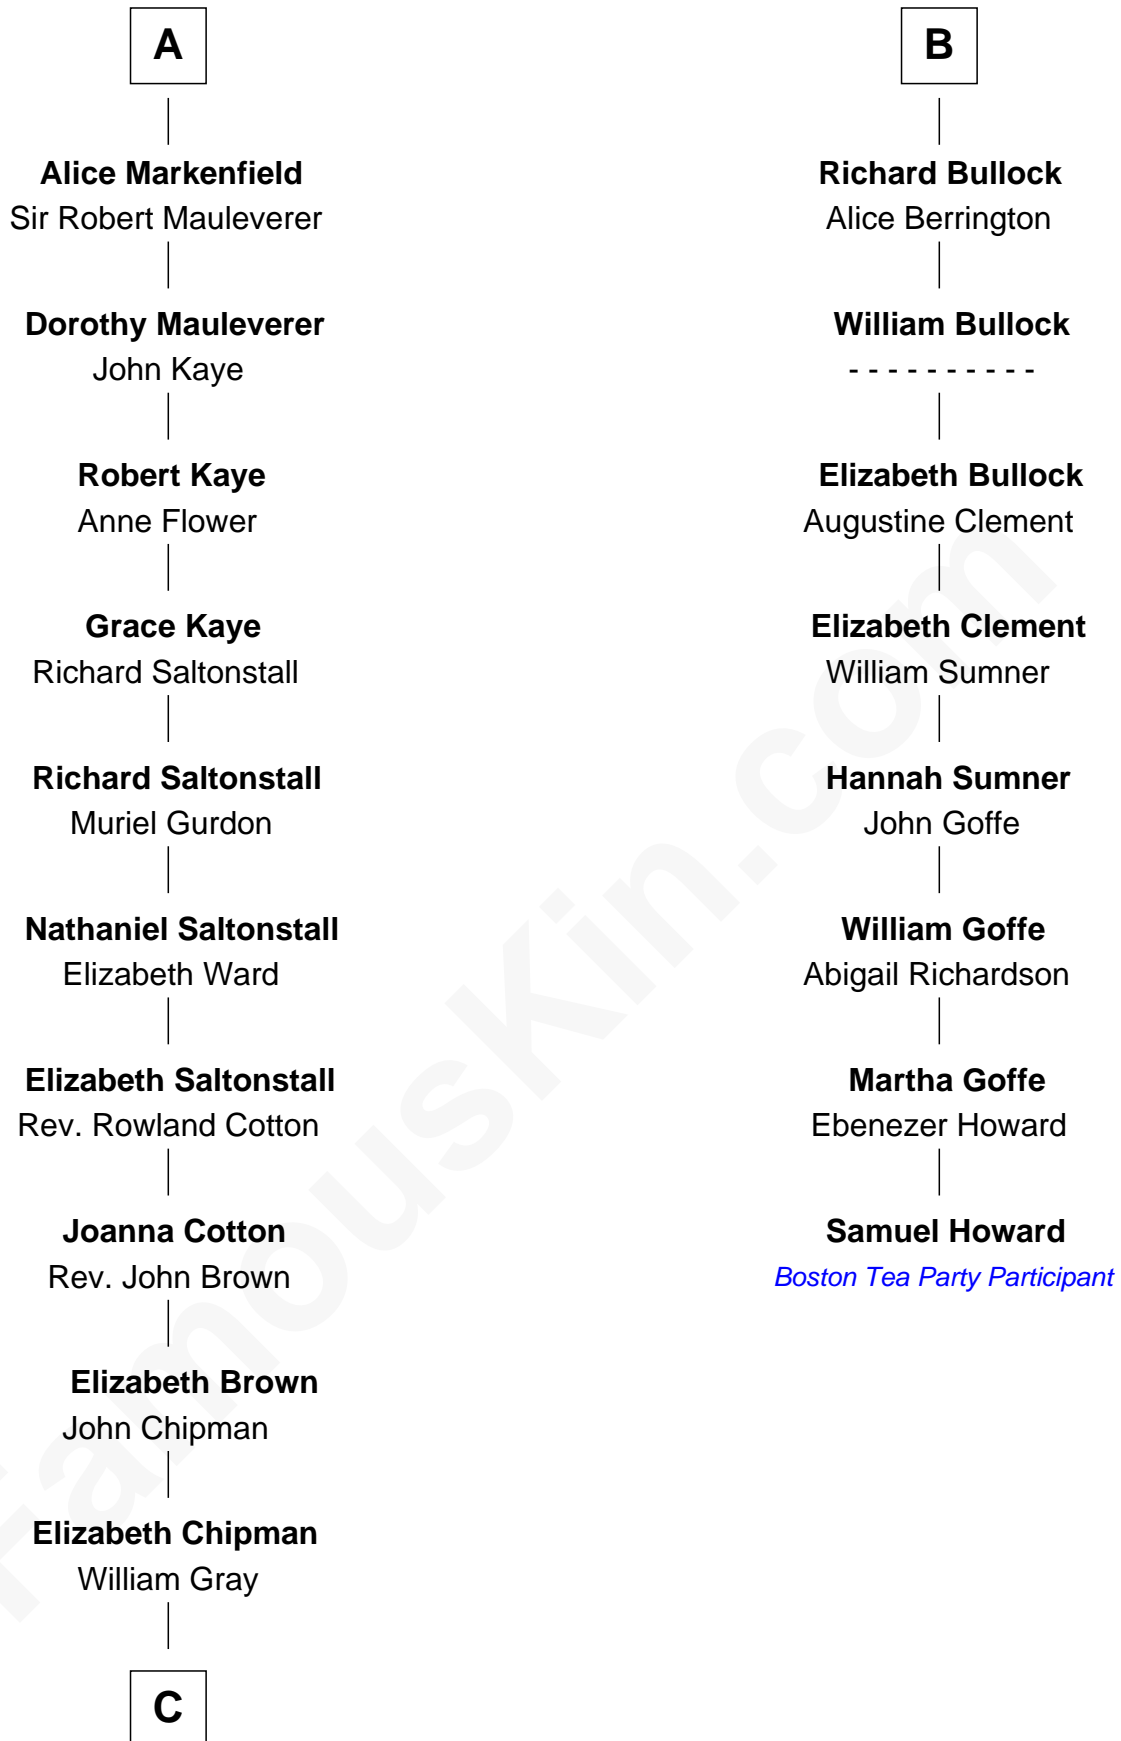 A
Alice Markenfield
Sir Robert Mauleverer
Dorothy Mauleverer
John Kaye
Robert Kaye
Anne Flower
Grace Kaye
Richard Saltonstall
Richard Saltonstall
Muriel Gurdon
Nathaniel Saltonstall
Elizabeth Ward
Elizabeth Saltonstall
Rev. Rowland Cotton
Joanna Cotton
Rev. John Brown
Elizabeth Brown
John Chipman
Elizabeth Chipman
William Gray
C
B
Richard Bullock
Alice Berrington
William Bullock
- - - - - - - - - -
Elizabeth Bullock
Augustine Clement
Elizabeth Clement
William Sumner
Hannah Sumner
John Goffe
William Goffe
Abigail Richardson
Martha Goffe
Ebenezer Howard
Samuel Howard
Boston Tea Party Participant
FamousKin.com